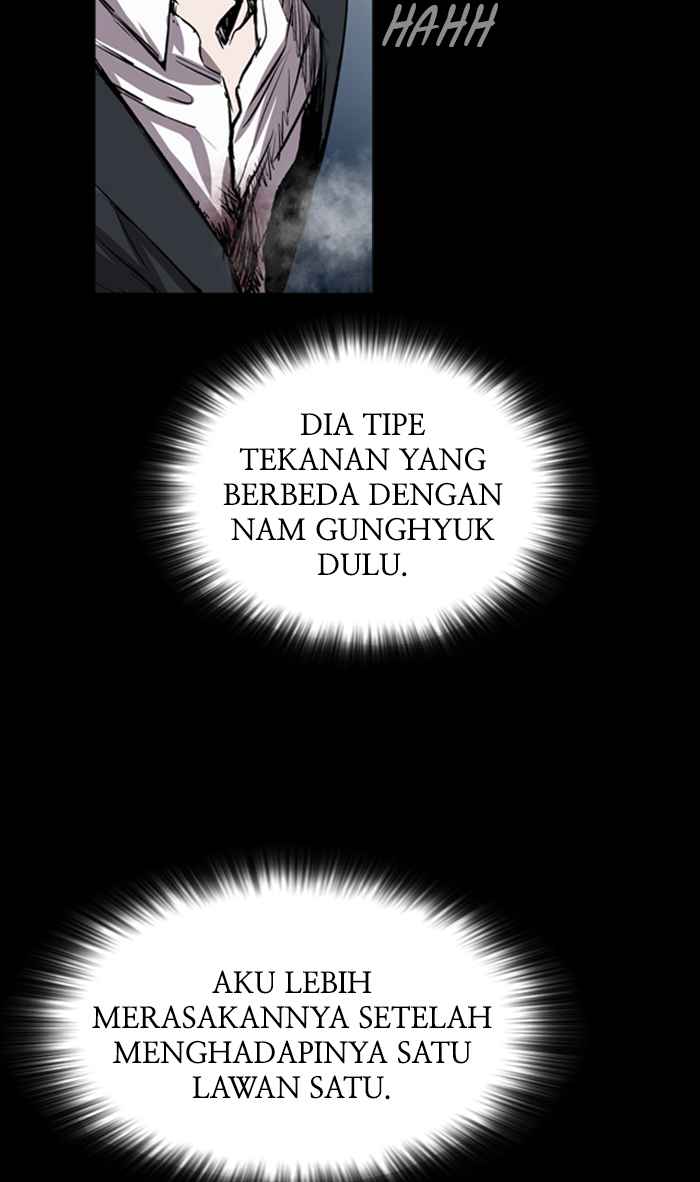 HAHH
DIA TIPE
TEKANAN YANG
BERBEDA DENGAN
NAM GUNGHYUK
DULU.
AKU LEBIH
MERASAKANNYA SETELAH
MENGHADAPINYA SATU
LAWAN SATU.